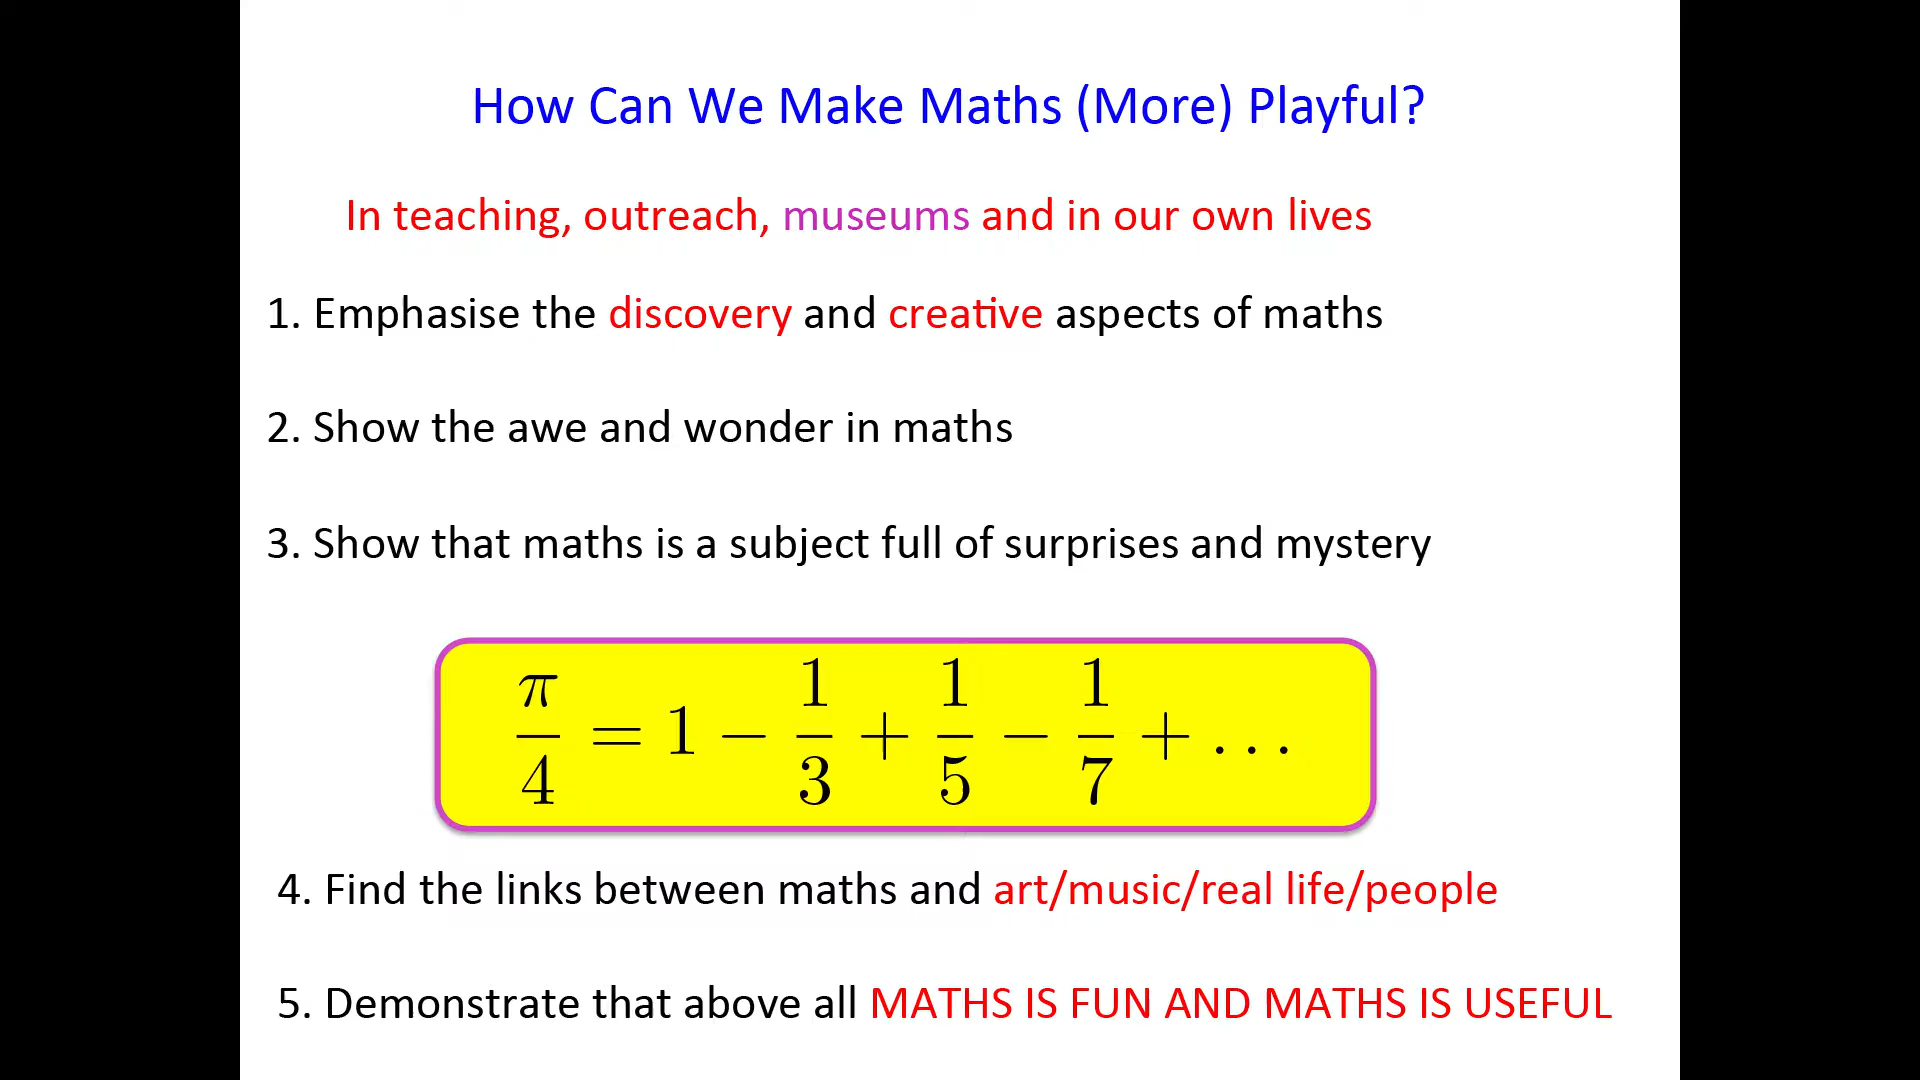 How Can We Make Maths (More) Playful?
In teaching, outreach, museums and in our own lives
1. Emphasise the discovery and creative aspects of maths
2. Show the awe and wonder in maths
3. Show that maths is a subject full of surprises and mystery
π/4 = 1 − 1/3 + 1/5 − 1/7 + ...
4. Find the links between maths and art/music/real life/people
5. Demonstrate that above all MATHS IS FUN AND MATHS IS USEFUL